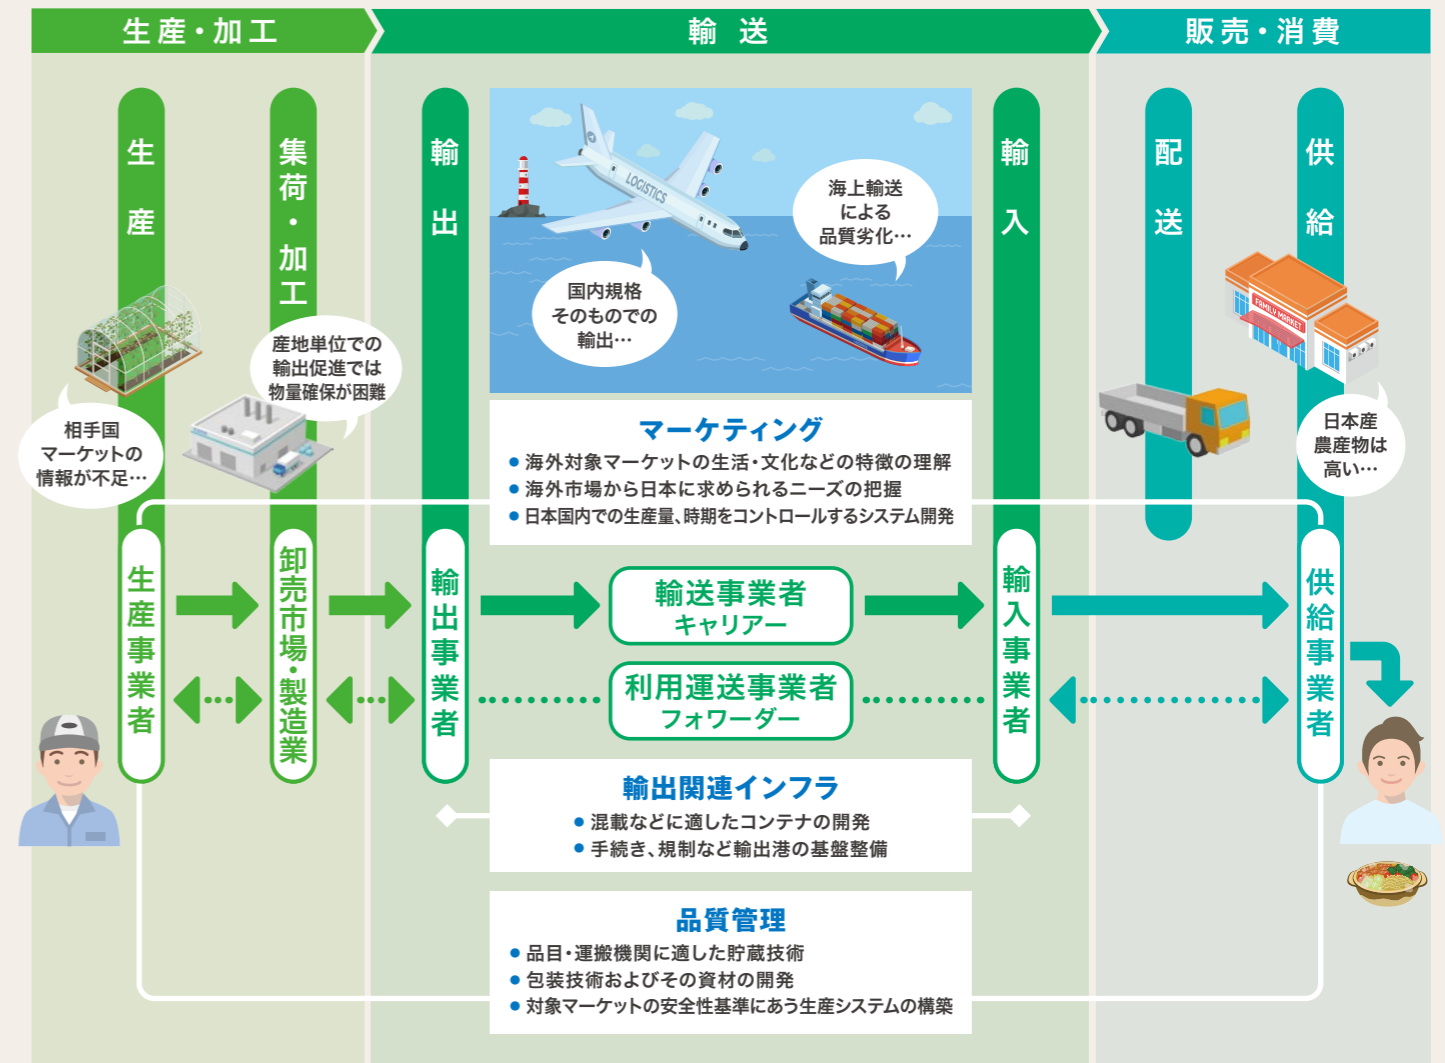 生産・加工
輸送
販売・消費
生産
集荷・加工
輸出
輸入
配送
供給
LOGISTICS
海上輸送
による
品質劣化…
国内規格
そのものでの
輸出…
FAMILY MARKET
産地単位での
輸出促進では
物量確保が困難
相手国
マーケットの
情報が不足…
日本産
農産物は
高い…
マーケティング
● 海外対象マーケットの生活・文化などの特徴の理解
● 海外市場から日本に求められるニーズの把握
● 日本国内での生産量、時期をコントロールするシステム開発
生産事業者
卸売市場・製造業
輸出事業者
輸送事業者
キャリアー
利用運送事業者
フォワーダー
輸入事業者
供給事業者
輸出関連インフラ
● 混載などに適したコンテナの開発
● 手続き、規制など輸出港の基盤整備
品質管理
● 品目・運搬機関に適した貯蔵技術
● 包装技術およびその資材の開発
● 対象マーケットの安全性基準にあう生産システムの構築